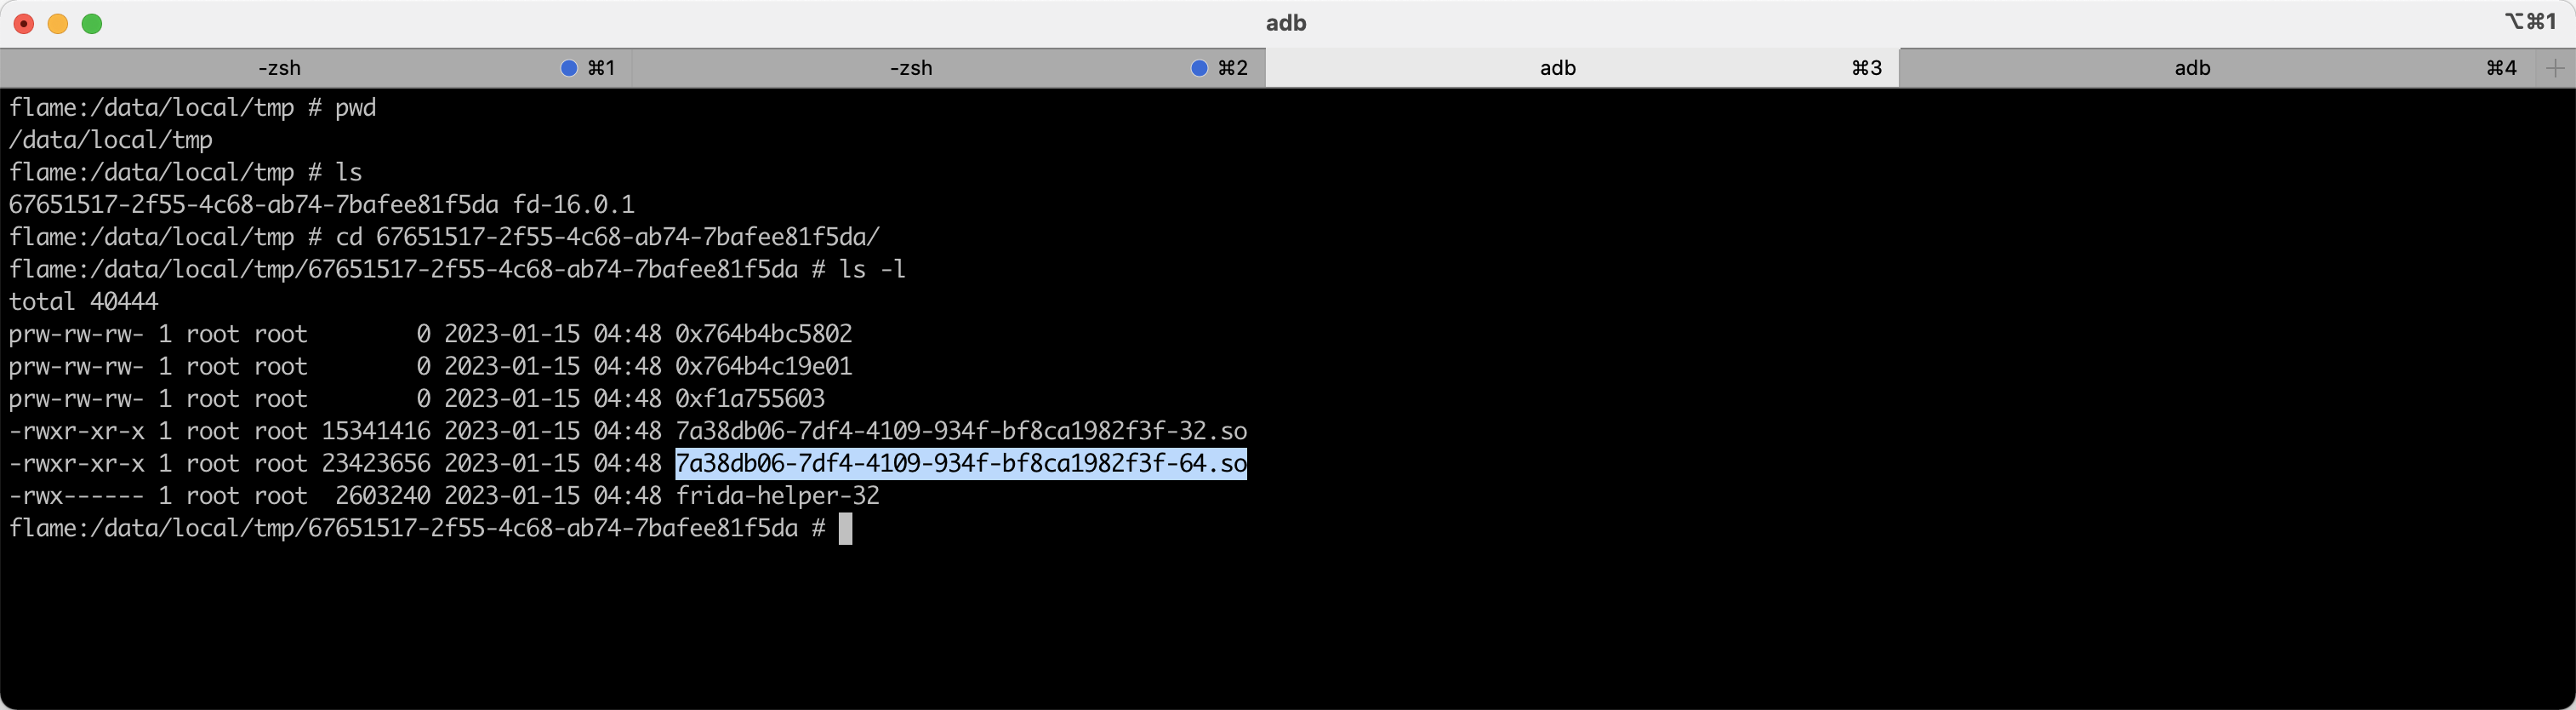 adb
⌥⌘1
-zsh ⌘1 -zsh ⌘2 adb ⌘3 adb ⌘4 +
flame:/data/local/tmp # pwd
/data/local/tmp
flame:/data/local/tmp # ls
67651517-2f55-4c68-ab74-7bafee81f5da fd-16.0.1
flame:/data/local/tmp # cd 67651517-2f55-4c68-ab74-7bafee81f5da/
flame:/data/local/tmp/67651517-2f55-4c68-ab74-7bafee81f5da # ls -l
total 40444
prw-rw-rw- 1 root root        0 2023-01-15 04:48 0x764b4bc5802
prw-rw-rw- 1 root root        0 2023-01-15 04:48 0x764b4c19e01
prw-rw-rw- 1 root root        0 2023-01-15 04:48 0xf1a755603
-rwxr-xr-x 1 root root 15341416 2023-01-15 04:48 7a38db06-7df4-4109-934f-bf8ca1982f3f-32.so
-rwxr-xr-x 1 root root 23423656 2023-01-15 04:48 7a38db06-7df4-4109-934f-bf8ca1982f3f-64.so
-rwx------ 1 root root  2603240 2023-01-15 04:48 frida-helper-32
flame:/data/local/tmp/67651517-2f55-4c68-ab74-7bafee81f5da #